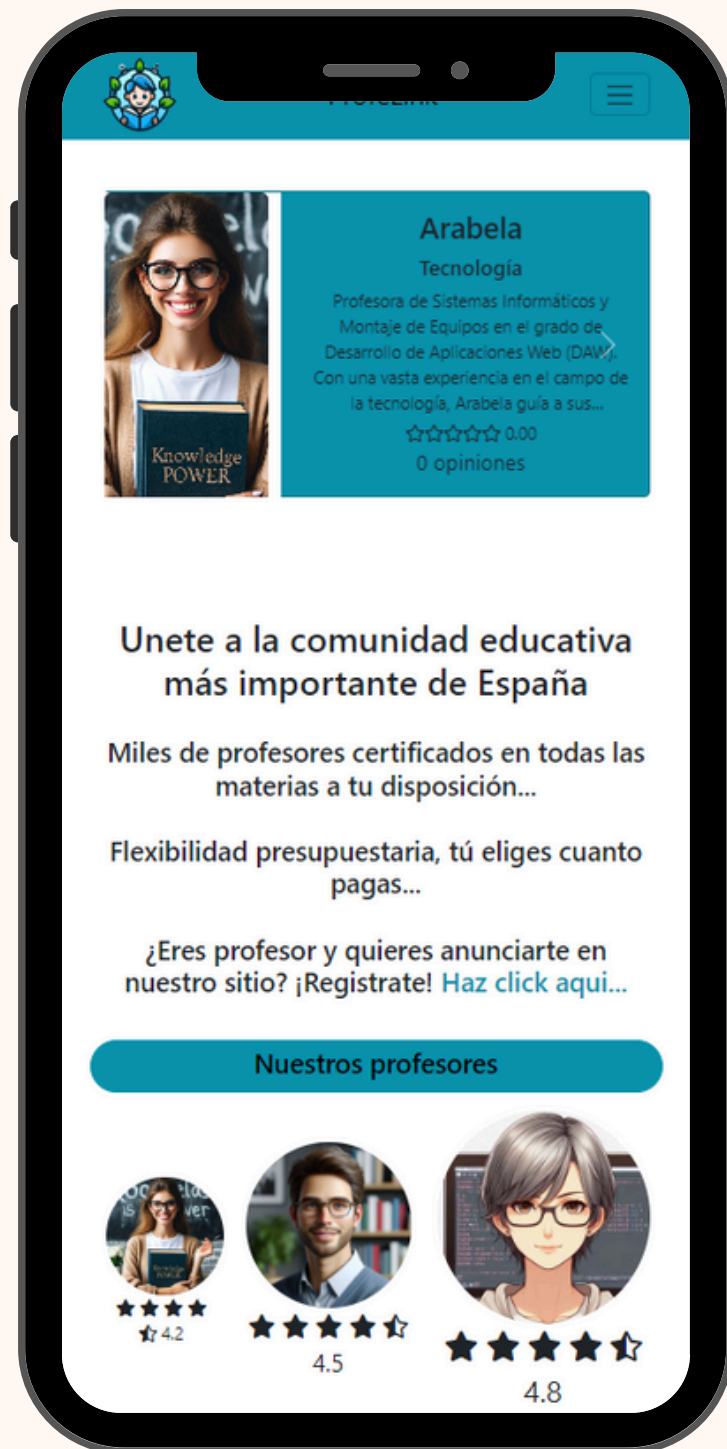 Arabela
Tecnología
Profesora de Sistemas Informáticos y
Montaje de Equipos en el grado de
Desarrollo de Aplicaciones Web (DAW).
Con una vasta experiencia en el campo de
la tecnología, Arabela guía a sus...
0.00
0 opiniones
Knowledge
POWER
Unete a la comunidad educativa
más importante de España
Miles de profesores certificados en todas las
materias a tu disposición...
Flexibilidad presupuestaria, tú eliges cuanto
pagas...
¿Eres profesor y quieres anunciarte en
nuestro sitio? ¡Registrate! Haz click aqui...
Nuestros profesores
4.2
4.5
4.8